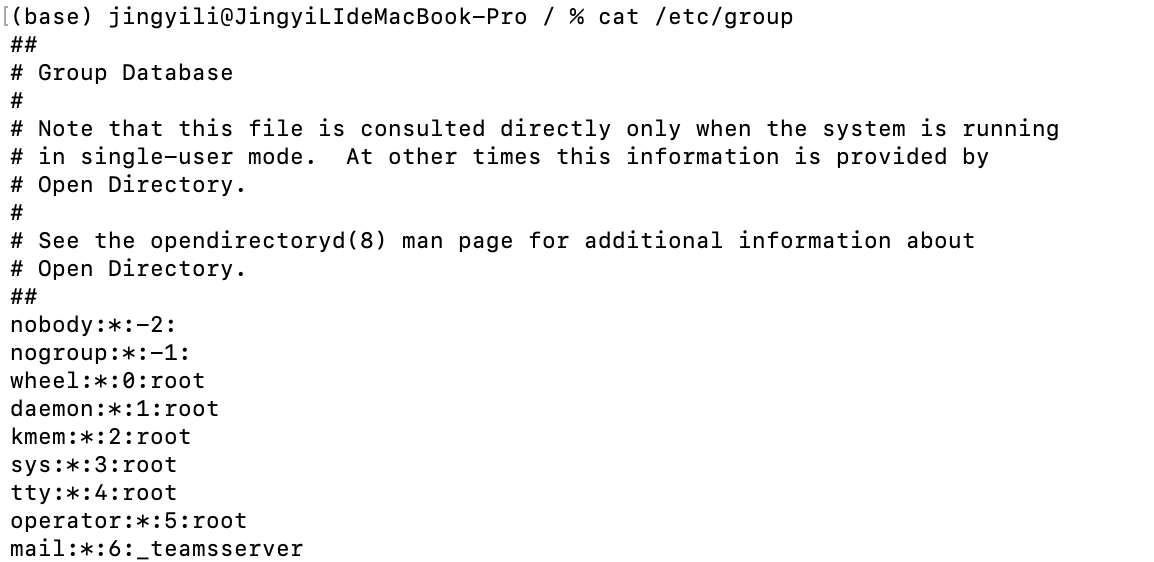 [(base) jingyili@JingyiLIdeMacBook-Pro / % cat /etc/group
##
# Group Database
#
# Note that this file is consulted directly only when the system is running
# in single-user mode.  At other times this information is provided by
# Open Directory.
#
# See the opendirectoryd(8) man page for additional information about
# Open Directory.
##
nobody:*:-2:
nogroup:*:-1:
wheel:*:0:root
daemon:*:1:root
kmem:*:2:root
sys:*:3:root
tty:*:4:root
operator:*:5:root
mail:*:6:_teamsserver